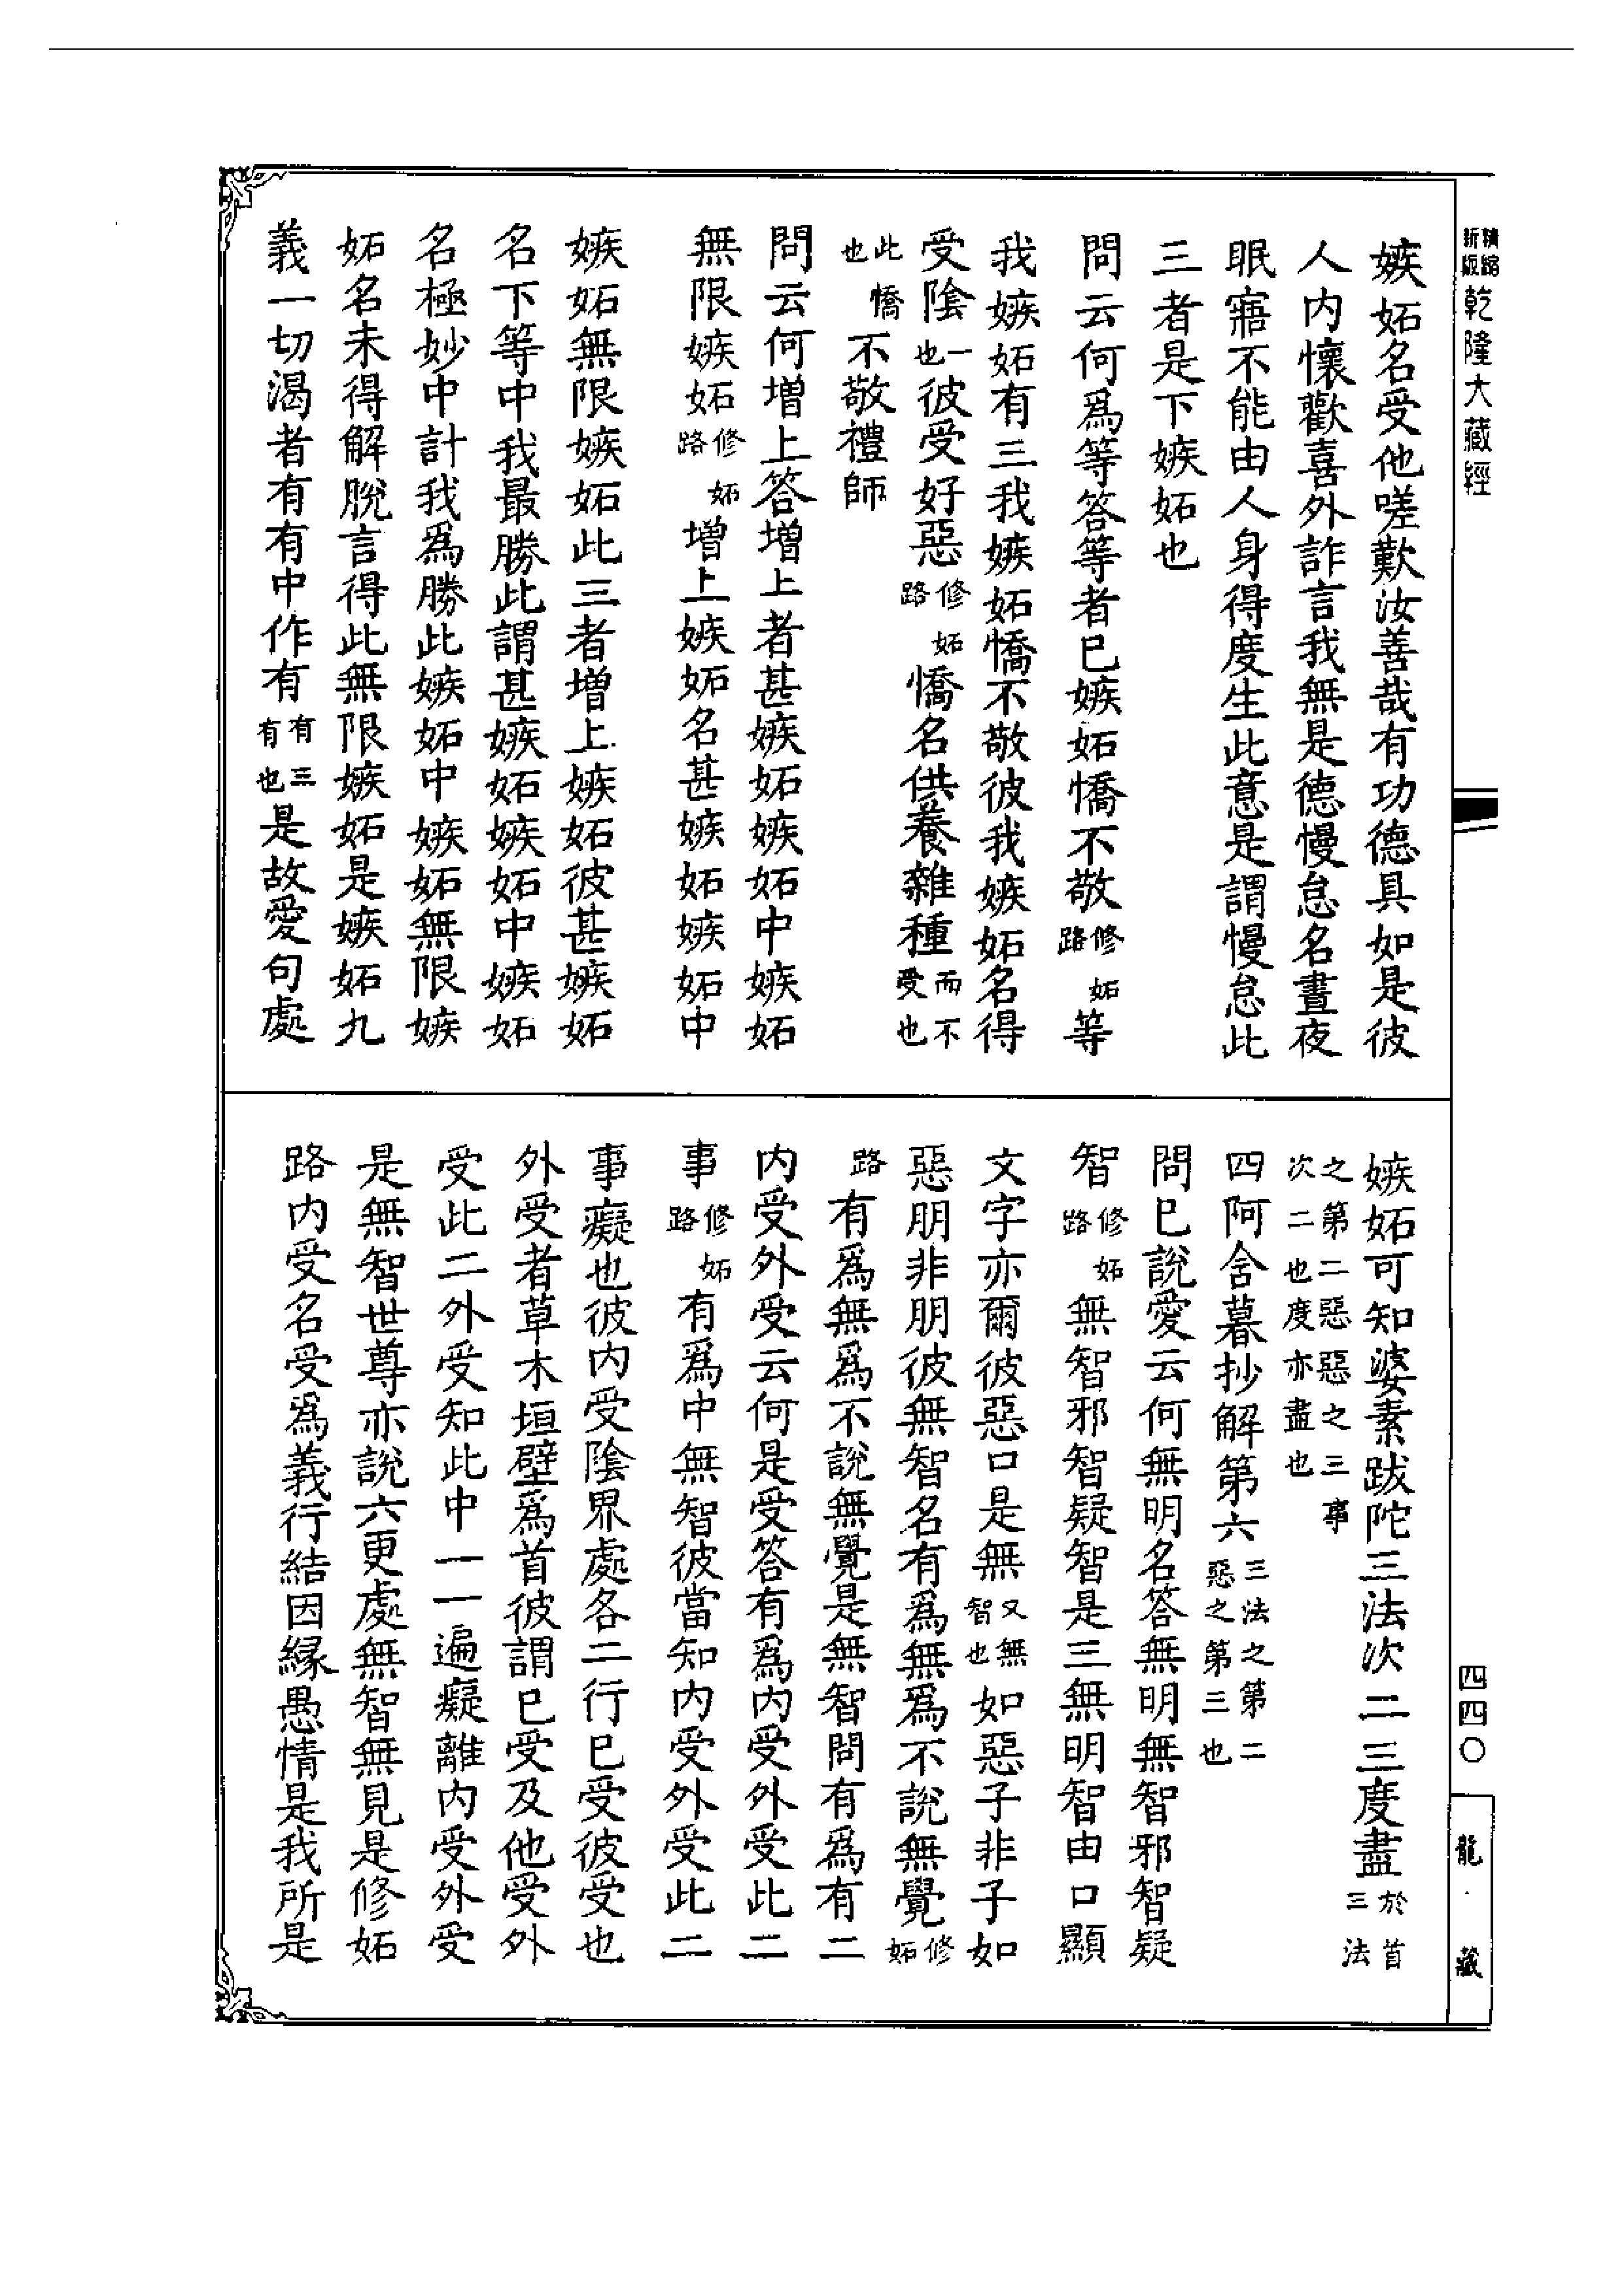 精縮新版乾隆大藏經
嫉妬名受他嗟歎汝善哉有功德具如是彼
人內懷歡喜外詐言我無是德慢怠名晝夜
眠寤不能由人身得度生此意是謂慢怠此
三者是下嫉妬也
問云何爲等答等者已嫉妬憍不敬修妬路等
我嫉妬有三我嫉妬憍不敬彼我嫉妬名得
受陰一也彼受好惡修妬路憍名供養雜種而不受也
此憍也不敬禮師
問云何增上答增上者甚嫉妬嫉妬中嫉妬
無限嫉妬修妬路增上嫉妬名甚嫉妬嫉妬中
嫉妬無限嫉妬此三者增上嫉妬彼甚嫉妬
名下等中我最勝此謂甚嫉妬嫉妬中嫉妬
名極妙中計我爲勝此嫉妬中嫉妬無限嫉
妬名未得解脫言得此無限嫉妬是嫉妬九
義一切渴者有有中作有有三有也是故愛句處
嫉妬可知婆素跋陀三法次二三度盡於首三法
之第二惡惡之三事次二也度亦盡也
四阿含暮抄解第六三法之第二惡之第三也
問已說愛云何無明名答無明無智邪智疑
智修妬路無智邪智疑智是三無明智由口顯
文字亦爾彼惡口是無又無智也如惡子非子如
惡朋非朋彼無智名有爲無爲不說無覺修妬
路有爲無爲不說無覺是無智問有爲有二
內受外受云何是受答有爲內受外受此二
事修妬路有爲中無智彼當知內受外受此二
事癡也彼內受陰界處各二行已受彼受也
外受者草木垣壁爲首彼謂已受及他受外
受此二外受知此中一一遍癡離內受外受
是無智世尊亦說六更處無智無見是修妬
路內受名受爲義行結因緣愚情是我所是
四四〇
龍藏